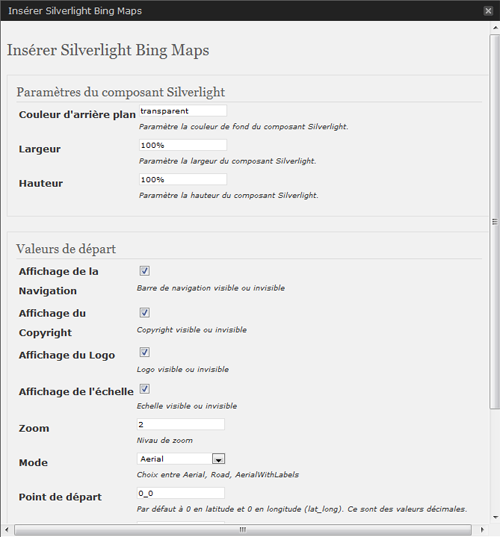 Insérer Silverlight Bing Maps
Insérer Silverlight Bing Maps
Paramètres du composant Silverlight
Couleur d'arrière plan transparent
Paramètre la couleur de fond du composant Silverlight.
Largeur 100%
Paramètre la largeur du composant Silverlight.
Hauteur 100%
Paramètre la hauteur du composant Silverlight.
Valeurs de départ
Affichage de la
Navigation
Barre de navigation visible ou invisible
Affichage du
Copyright
Copyright visible ou invisible
Affichage du Logo
Logo visible ou invisible
Affichage de l'échelle
Echelle visible ou invisible
Zoom 2
Nivau de zoom
Mode Aerial
Choix entre Aerial, Road, AerialWithLabels
Point de départ 0_0
Par défaut à 0 en latitude et 0 en longitude (lat_long). Ce sont des valeurs décimales.